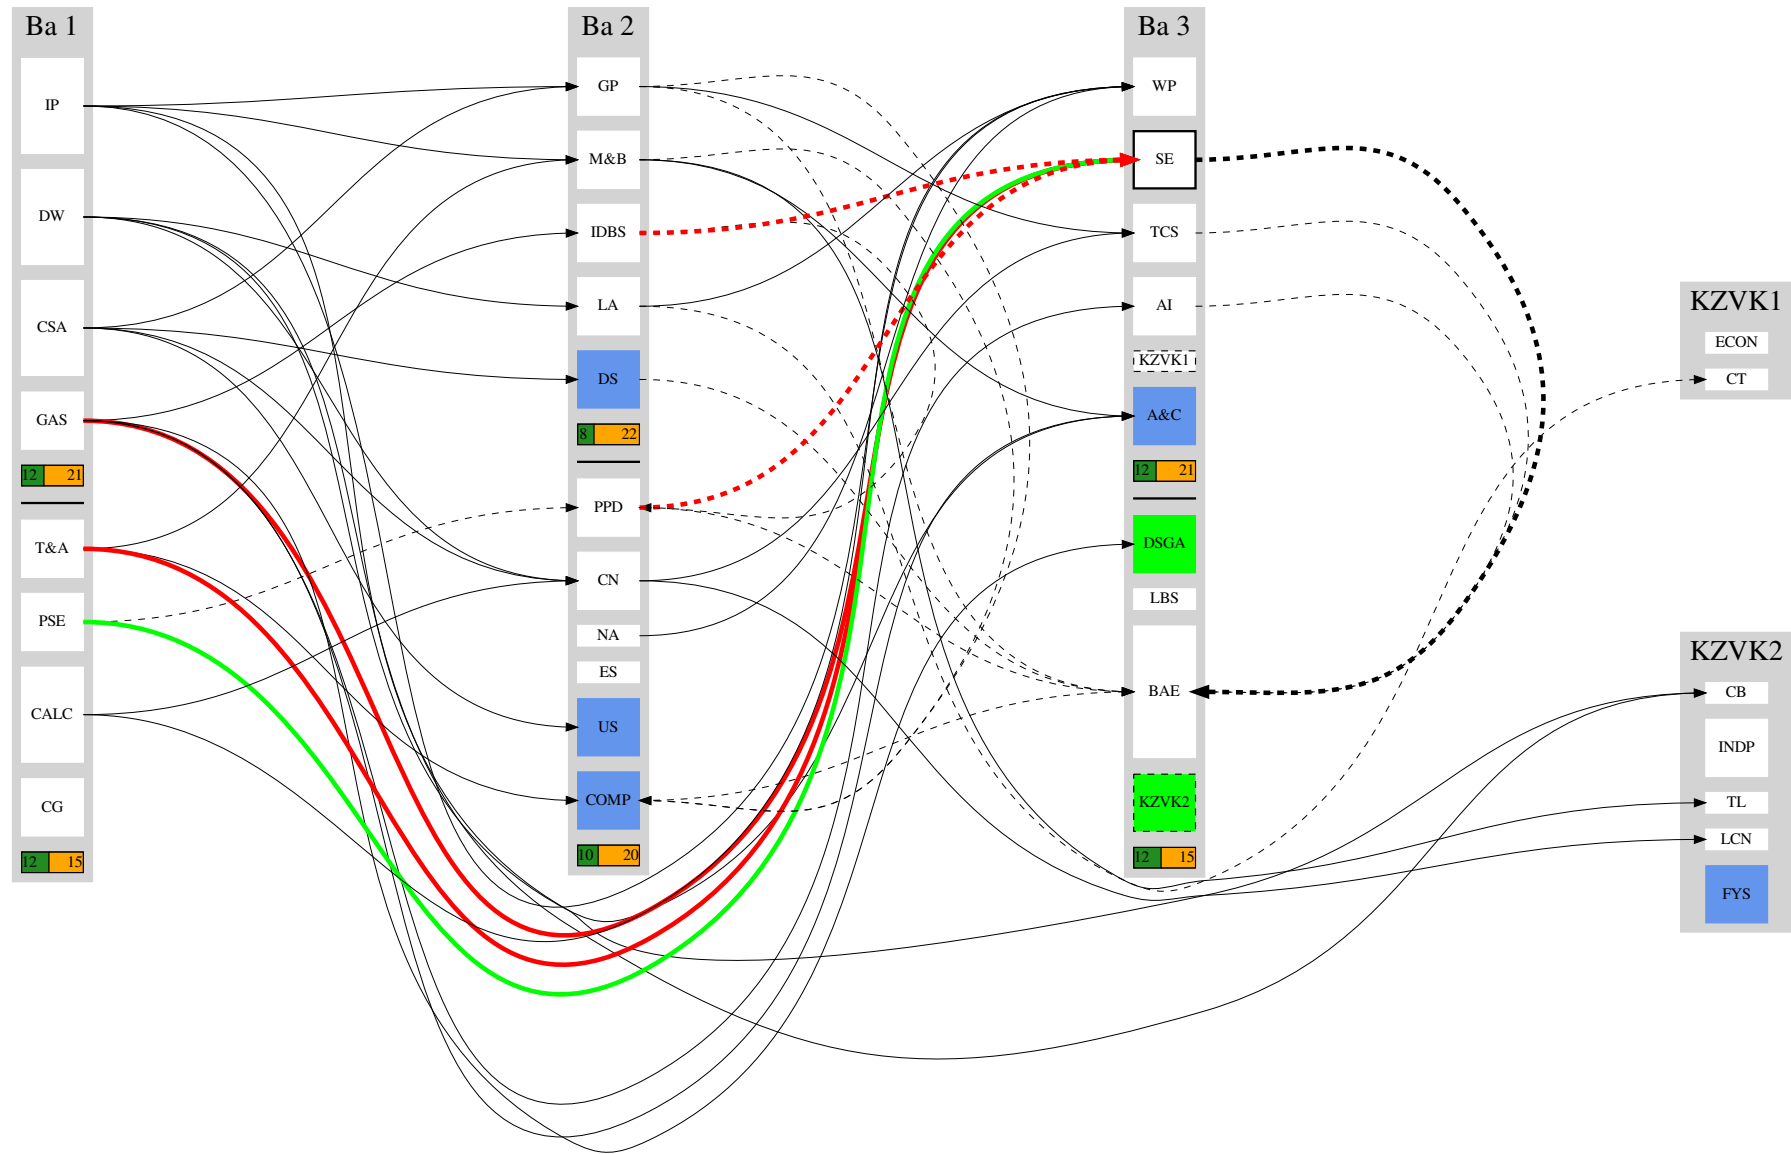 Ba 1
IP
DW
CSA
GAS
12 21
T&A
PSE
CALC
CG
12 15
Ba 2
GP
M&B
IDBS
LA
DS
8 22
PPD
CN
NA
ES
US
COMP
10 20
Ba 3
WP
SE
TCS
AI
KZVK1
A&C
12 21
DSGA
LBS
BAE
KZVK2
12 15
KZVK1
ECON
CT
KZVK2
CB
INDP
TL
LCN
FYS